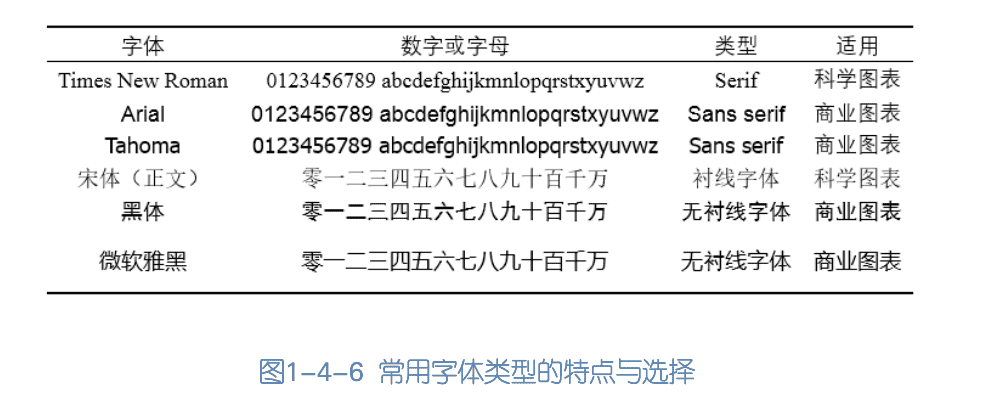 字体 数字或字母 类型 适用
Times New Roman 0123456789 abcdefghijkmnlopqrstxyuvwz Serif 科学图表
Arial 0123456789 abcdefghijkmnlopqrstxyuvwz Sans serif 商业图表
Tahoma 0123456789 abcdefghijkmnlopqrstxyuvwz Sans serif 商业图表
宋体（正文） 零一二三四五六七八九十百千万 衬线字体 科学图表
黑体 零一二三四五六七八九十百千万 无衬线字体 商业图表
微软雅黑 零一二三四五六七八九十百千万 无衬线字体 商业图表
图1-4-6 常用字体类型的特点与选择